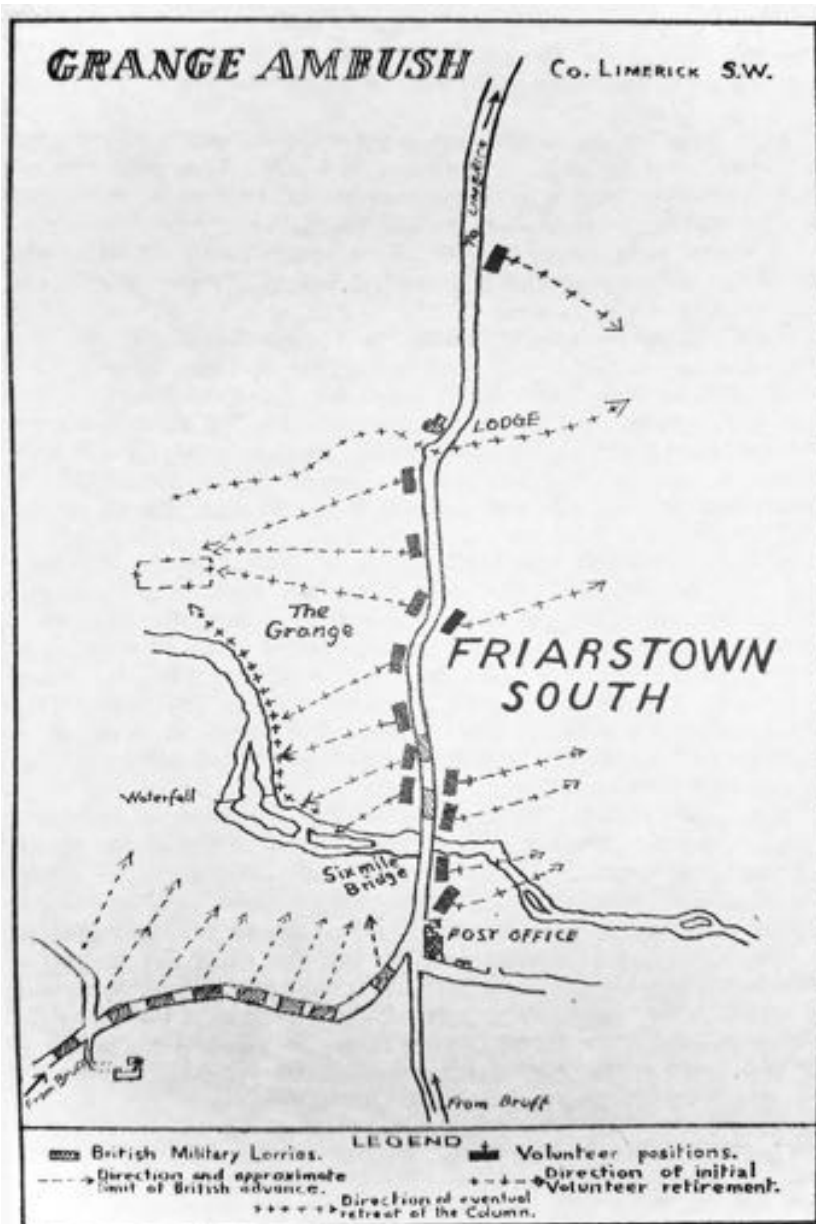 GRANGE AMBUSH Co. LIMERICK S.W.
To Limerick
LODGE
The
Grange
FRIARSTOWN
SOUTH
Waterfall
Sixmile
Bridge
POST OFFICE
From Bruff
From Bruff
LEGEND
British Military Lorries.
Volunteer positions.
Direction and approximate
limit of British advance.
Direction of initial
Volunteer retirement.
Direction of eventual
retreat of the Column.